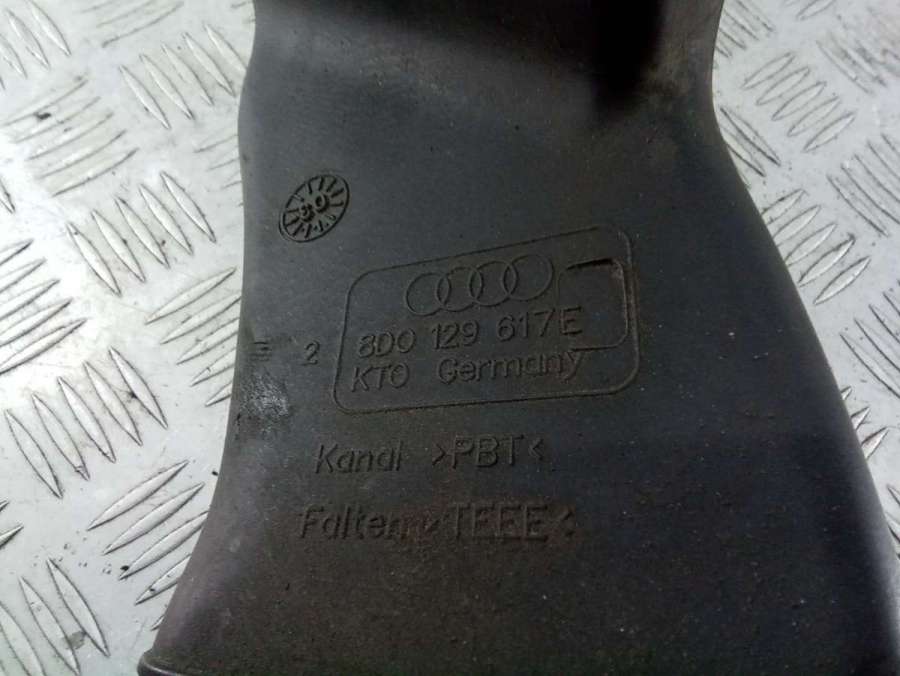 2
8D0 129 617E
KTO Germany
Kanal >PBT<
Falten >TEEE<